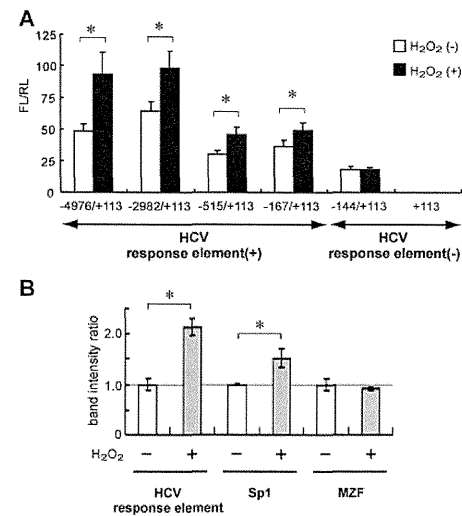 A
FL/RL
125
100
75
50
25
0
*
*
*
*
H2O2 (-)
H2O2 (+)
-4976/+113 -2982/+113 -515/+113 -167/+113 -144/+113 +113
HCV
response element(+)
HCV
response element(-)
B
band intensity ratio
2.0
1.0
0
*
*
H2O2 − + − + − +
HCV
response element
Sp1
MZF